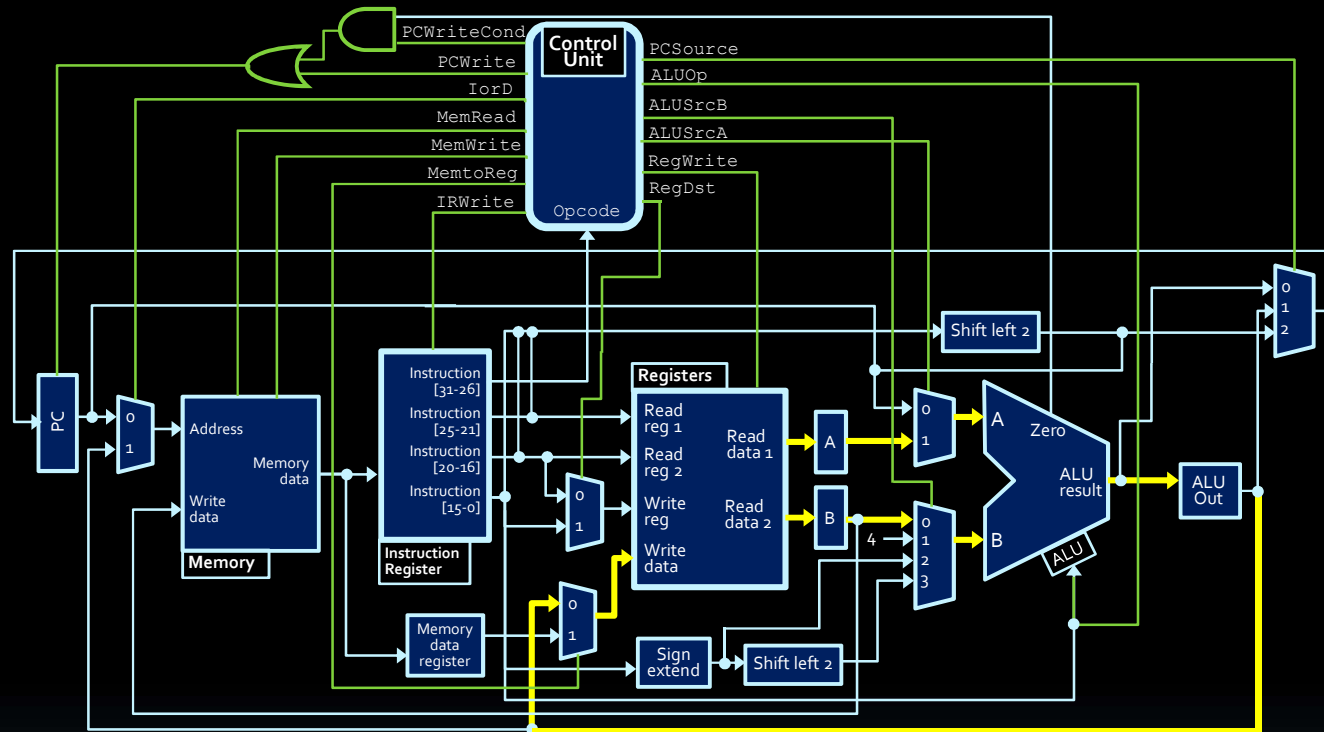 PCWriteCond
PCWrite
IorD
MemRead
MemWrite
MemtoReg
IRWrite
Control
Unit
Opcode
PCSource
ALUOp
ALUSrcB
ALUSrcA
RegWrite
RegDst
0
1
2
Shift left 2
PC
0
1
Address
Memory
data
Write
data
Memory
Instruction
[31-26]
Instruction
[25-21]
Instruction
[20-16]
Instruction
[15-0]
Instruction
Register
0
1
Registers
Read
reg 1
Read
reg 2
Write
reg
Write
data
Read
data 1
Read
data 2
A
B
0
1
4
0
1
2
3
A
B
Zero
ALU
result
ALU
ALU
Out
0
1
Memory
data
register
Sign
extend
Shift left 2